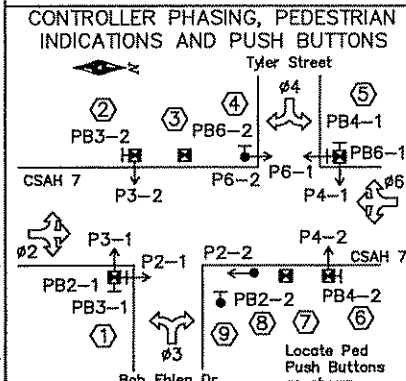 CONTROLLER PHASING, PEDESTRIAN
INDICATIONS AND PUSH BUTTONS
N
Tyler Street
2
3
4
ø4
5
PB3-2
PB6-2
PB4-1
PB6-1
CSAH 7
P3-2
P6-2
P6-1
P4-1
ø6
ø2
P3-1
P2-1
P2-2
P4-2
CSAH 7
PB2-1
PB3-1
PB2-2
PB4-2
1
ø3
9
8
7
6
Bob Ehlen Dr
Locate Ped
Push Buttons
as shown